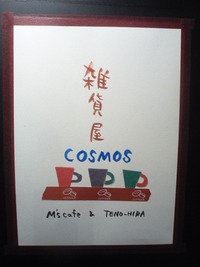 雑貨屋
COSMOS
M's cafe & TENO-HIRA